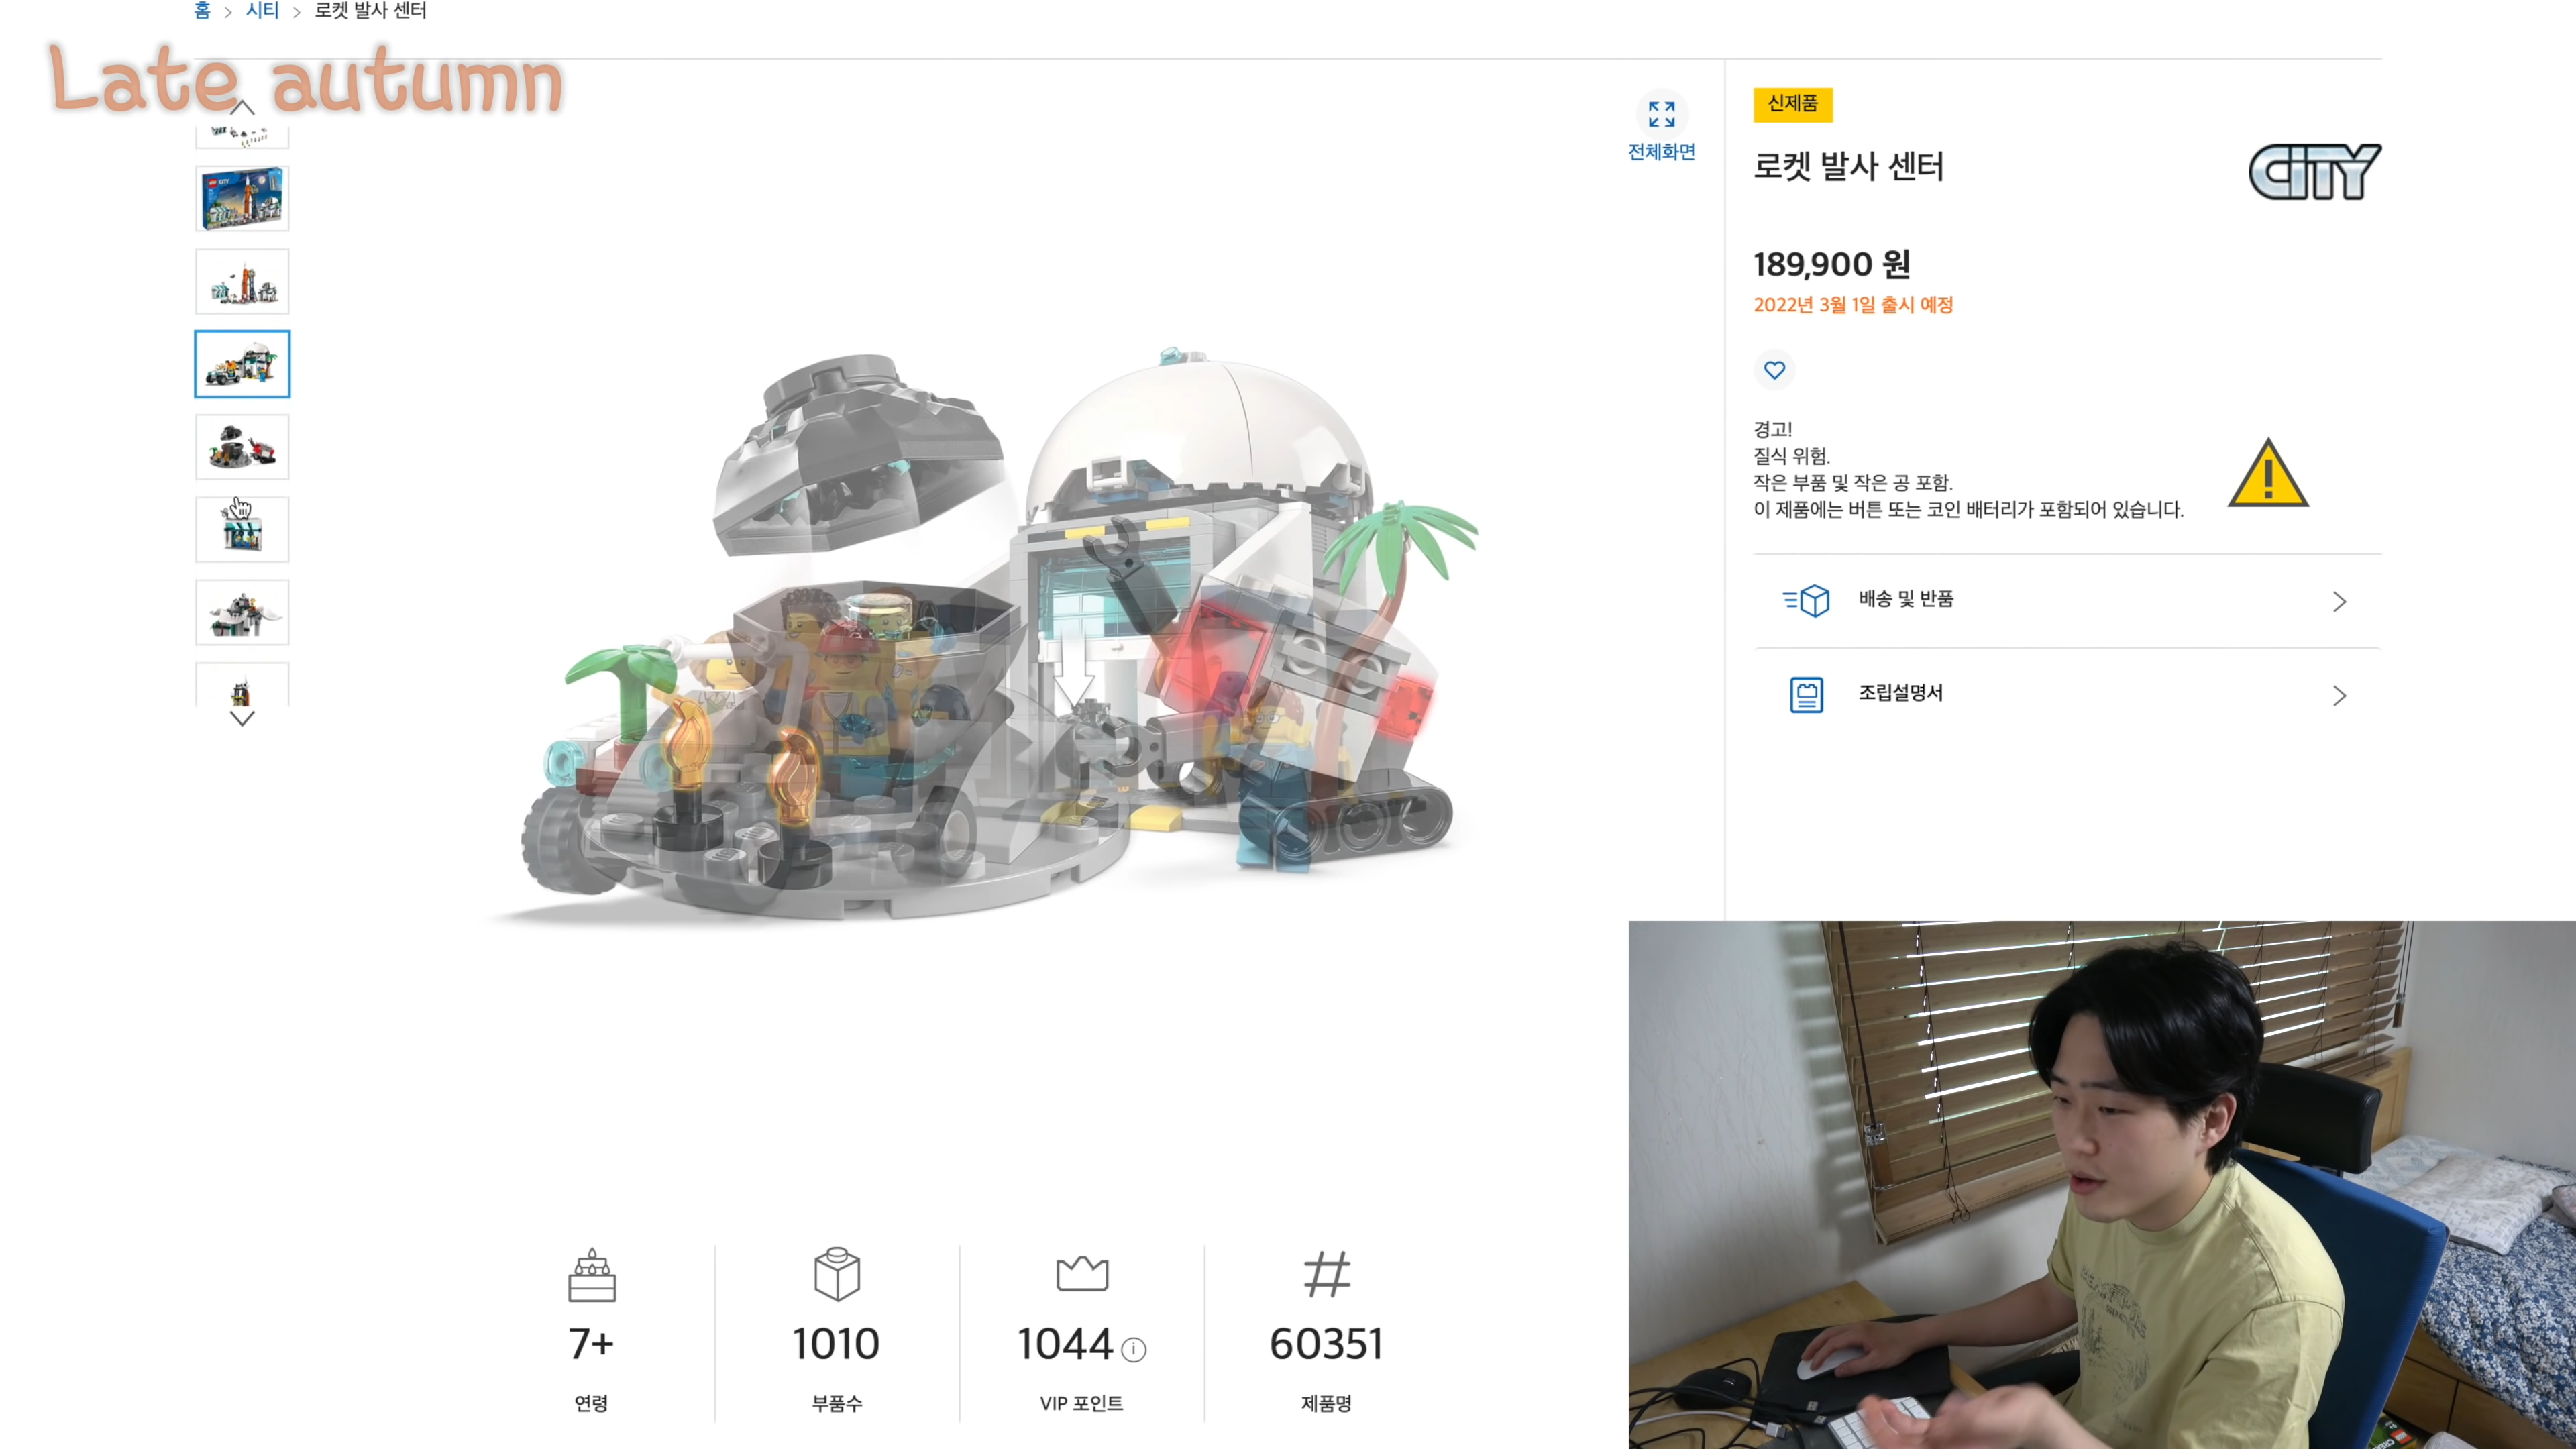 홈 > 시티 > 로켓 발사 센터
Late autumn
전체화면
신제품
로켓 발사 센터
CITY
189,900 원
2022년 3월 1일 출시 예정
경고!
질식 위험.
작은 부품 및 작은 공 포함.
이 제품에는 버튼 또는 코인 배터리가 포함되어 있습니다.
배송 및 반품
조립설명서
7+
연령
1010
부품수
1044
VIP 포인트
#
60351
제품명